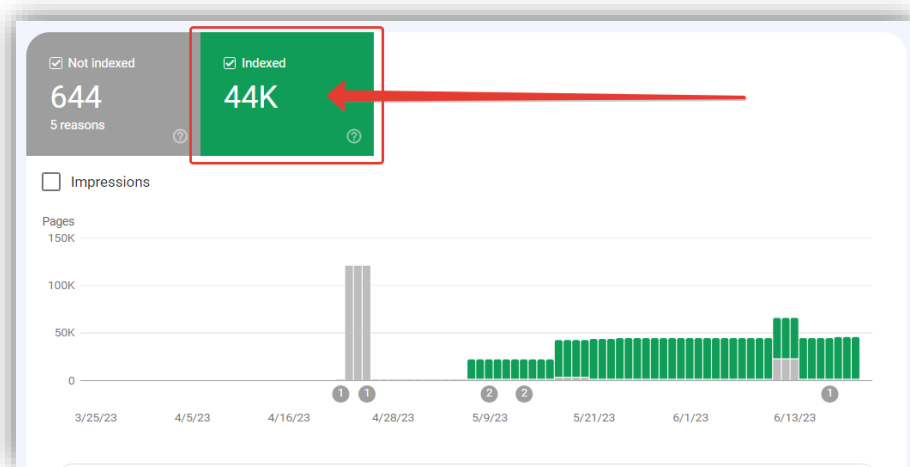 Not indexed
644
5 reasons
Indexed
44K
Impressions
Pages
150K
100K
50K
0
1 1 2 2 1
3/25/23 4/5/23 4/16/23 4/28/23 5/9/23 5/21/23 6/1/23 6/13/23